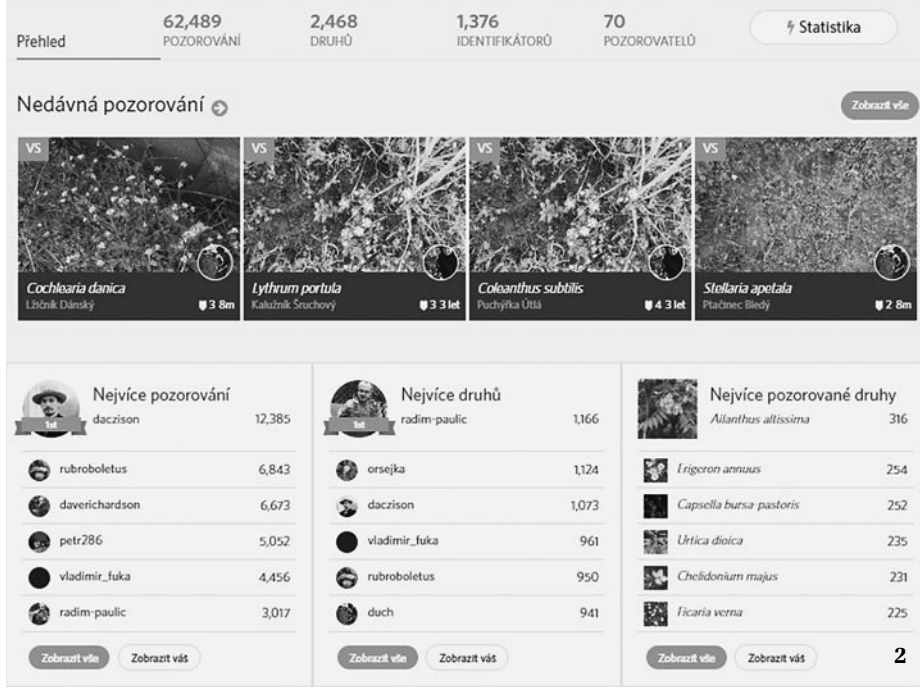 Přehled
62,489
POZOROVÁNÍ
2,468
DRUHŮ
1,376
IDENTIFIKÁTORŮ
70
POZOROVATELŮ
Statistika
Nedávná pozorování
Zobrazit vše
VS
Cochlearia danica
Lžičník Dánský
3 8m
VS
Lythrum portula
Kalužník Šruchový
3 3 let
VS
Coleanthus subtilis
Puchýřka Útlá
4 3 let
VS
Stellaria apetala
Ptačinec Bledý
2 8m
Nejvíce pozorování
1st
daczison 12,385
rubroboletus 6,843
daverichardson 6,673
petr286 5,052
vladimir_fuka 4,456
radim-paulic 3,017
Zobrazit vše Zobrazit váš
Nejvíce druhů
1st
radim-paulic 1,166
orsejka 1,124
daczison 1,073
vladimir_fuka 961
rubroboletus 950
duch 941
Zobrazit vše Zobrazit váš
Nejvíce pozorované druhy
Ailanthus altissima 316
Erigeron annuus 254
Capsella bursa-pastoris 252
Urtica dioica 235
Chelidonium majus 231
Ficaria verna 225
Zobrazit vše Zobrazit váš
2